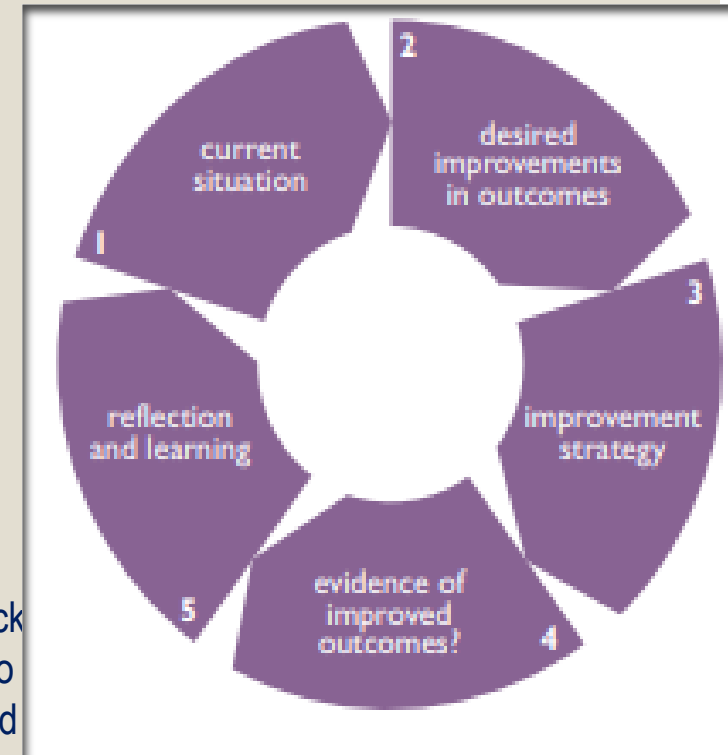 1
current
situation
2
desired
improvements
in outcomes
3
improvement
strategy
4
evidence of
improved
outcomes?
5
reflection
and learning
ck
o
d